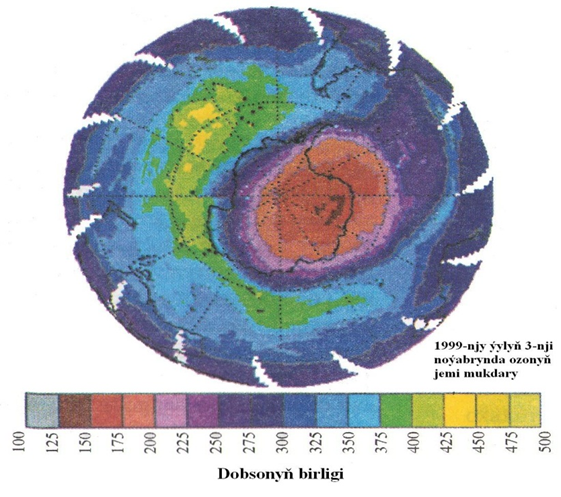 1999-njy ýylyň 3-nji
noýabrynda ozonyň
jemi mukdary
100 125 150 175 200 225 250 275 300 325 350 375 400 425 450 475 500
Dobsonyň birligi